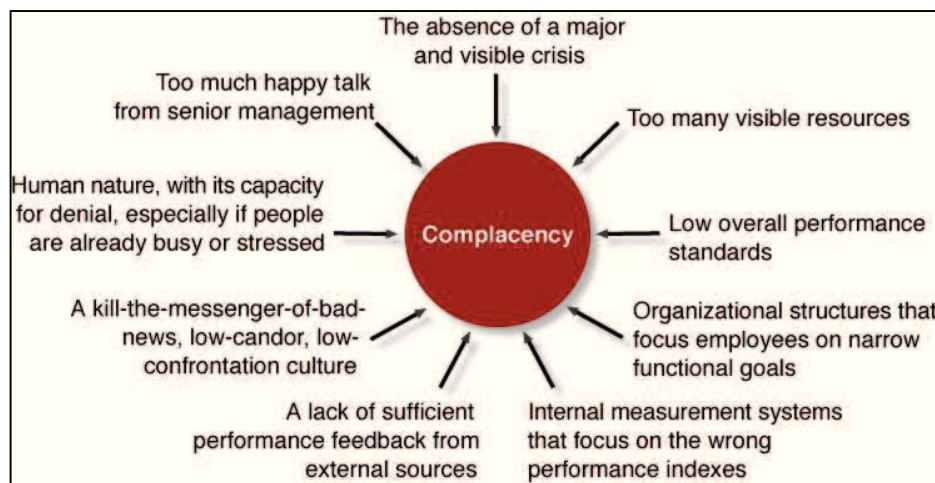 The absence of a major
and visible crisis
Too many visible resources
Low overall performance
standards
Organizational structures that
focus employees on narrow
functional goals
Internal measurement systems
that focus on the wrong
performance indexes
A lack of sufficient
performance feedback from
external sources
A kill-the-messenger-of-bad-
news, low-candor, low-
confrontation culture
Human nature, with its capacity
for denial, especially if people
are already busy or stressed
Too much happy talk
from senior management
Complacency